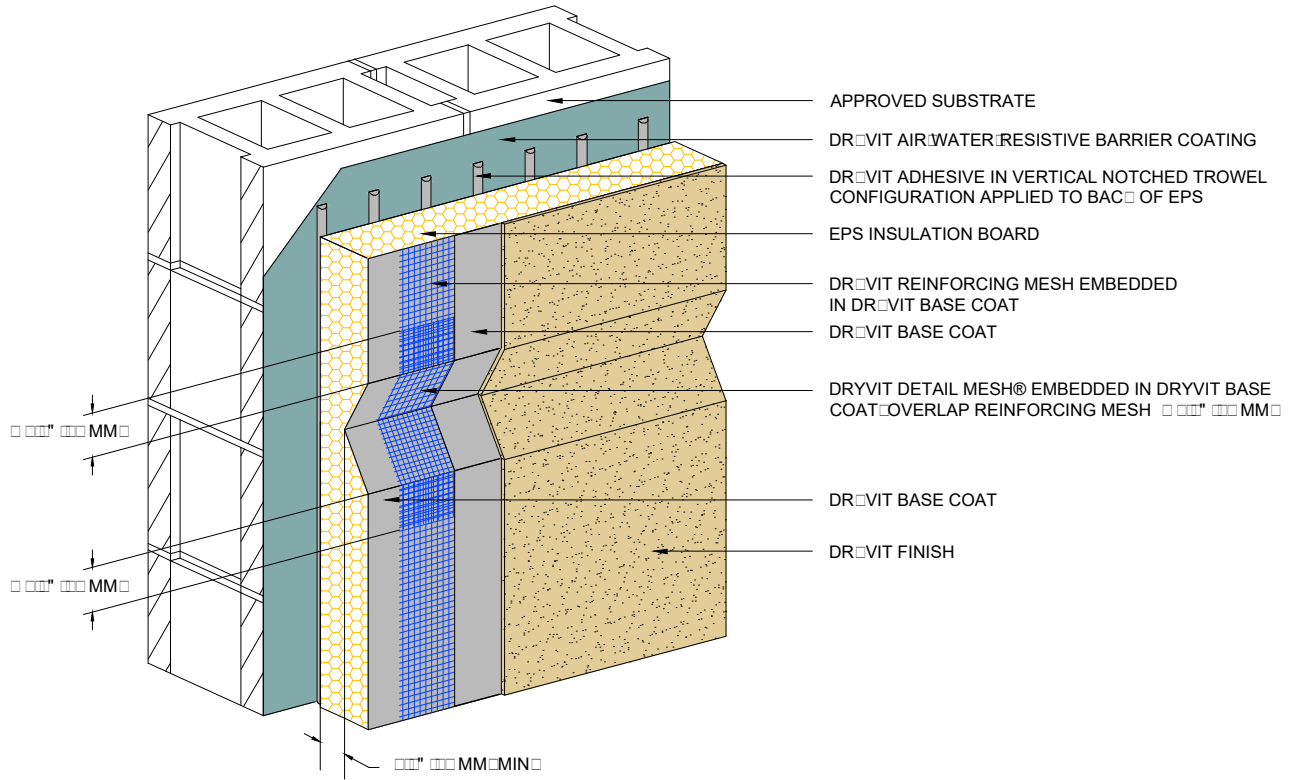 APPROVED SUBSTRATE
DR□VIT AIR□WATER□RESISTIVE BARRIER COATING
DR□VIT ADHESIVE IN VERTICAL NOTCHED TROWEL
CONFIGURATION APPLIED TO BAC□ OF EPS
EPS INSULATION BOARD
DR□VIT REINFORCING MESH EMBEDDED
IN DR□VIT BASE COAT
DR□VIT BASE COAT
DRYVIT DETAIL MESH® EMBEDDED IN DRYVIT BASE
COAT□OVERLAP REINFORCING MESH MM
MM
DR□VIT BASE COAT
DR□VIT FINISH
MM
MM□MIN□